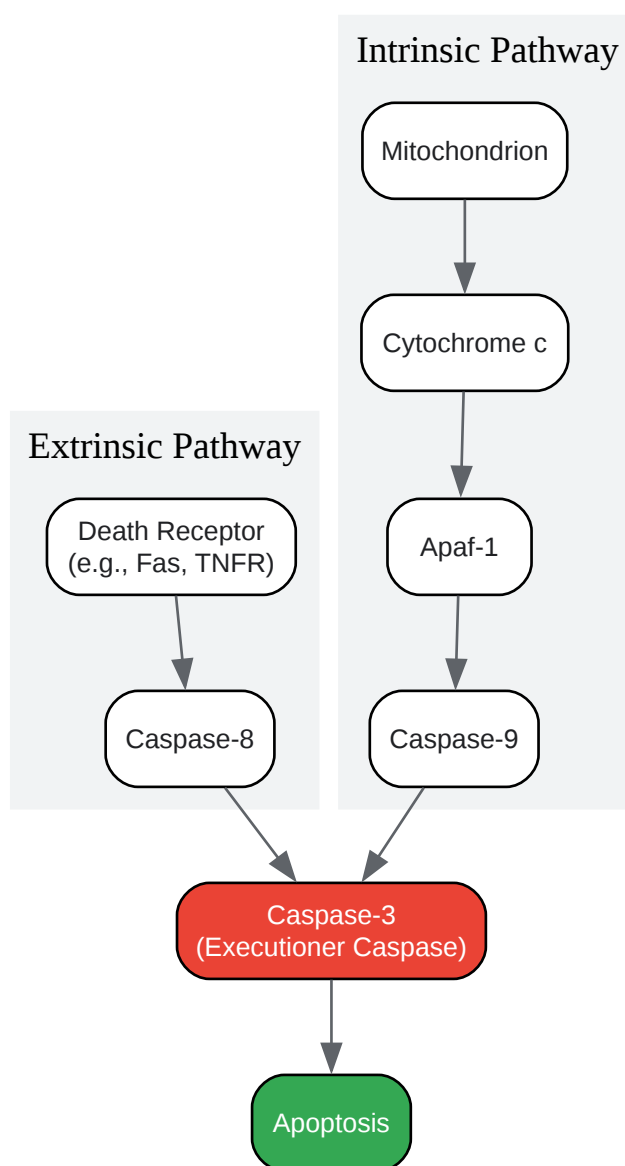 Intrinsic Pathway
Mitochondrion
Cytochrome c
Extrinsic Pathway
Death Receptor
(e.g., Fas, TNFR)
Apaf-1
Caspase-8
Caspase-9
Caspase-3
(Executioner Caspase)
Apoptosis